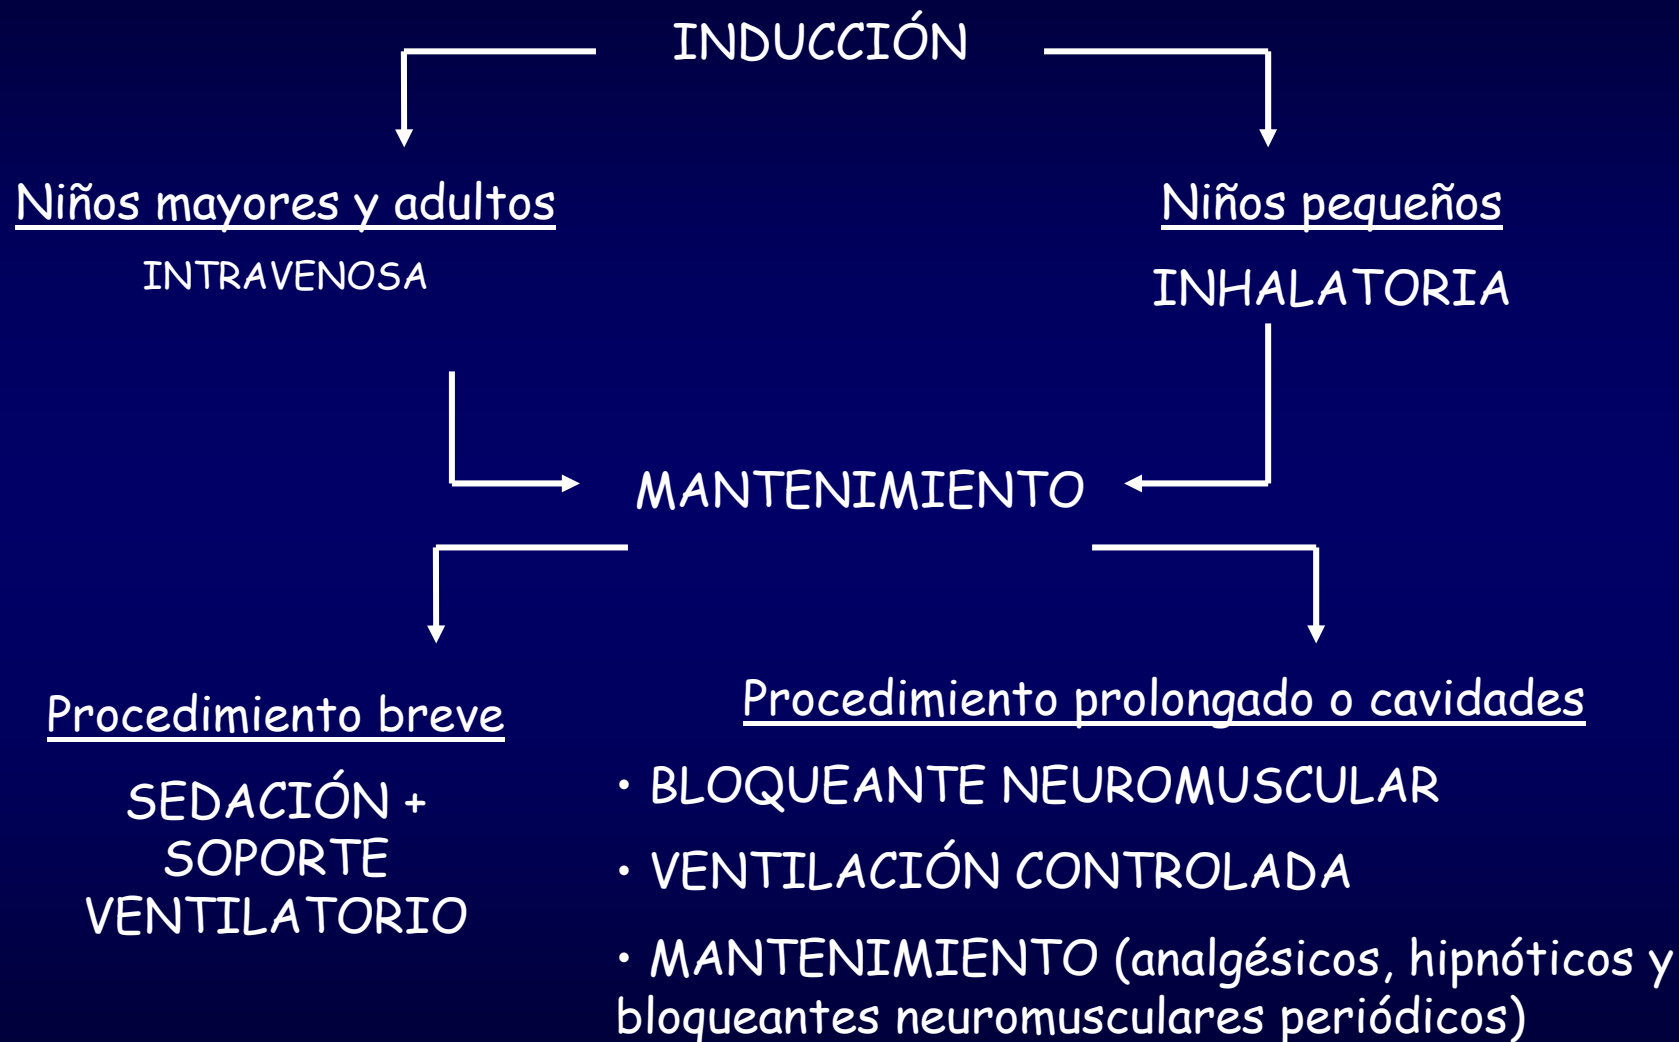 INDUCCIÓN
Niños mayores y adultos
INTRAVENOSA
Niños pequeños
INHALATORIA
MANTENIMIENTO
Procedimiento breve
SEDACIÓN +
SOPORTE
VENTILATORIO
Procedimiento prolongado o cavidades
• BLOQUEANTE NEUROMUSCULAR
• VENTILACIÓN CONTROLADA
• MANTENIMIENTO (analgésicos, hipnóticos y
bloqueantes neuromusculares periódicos)